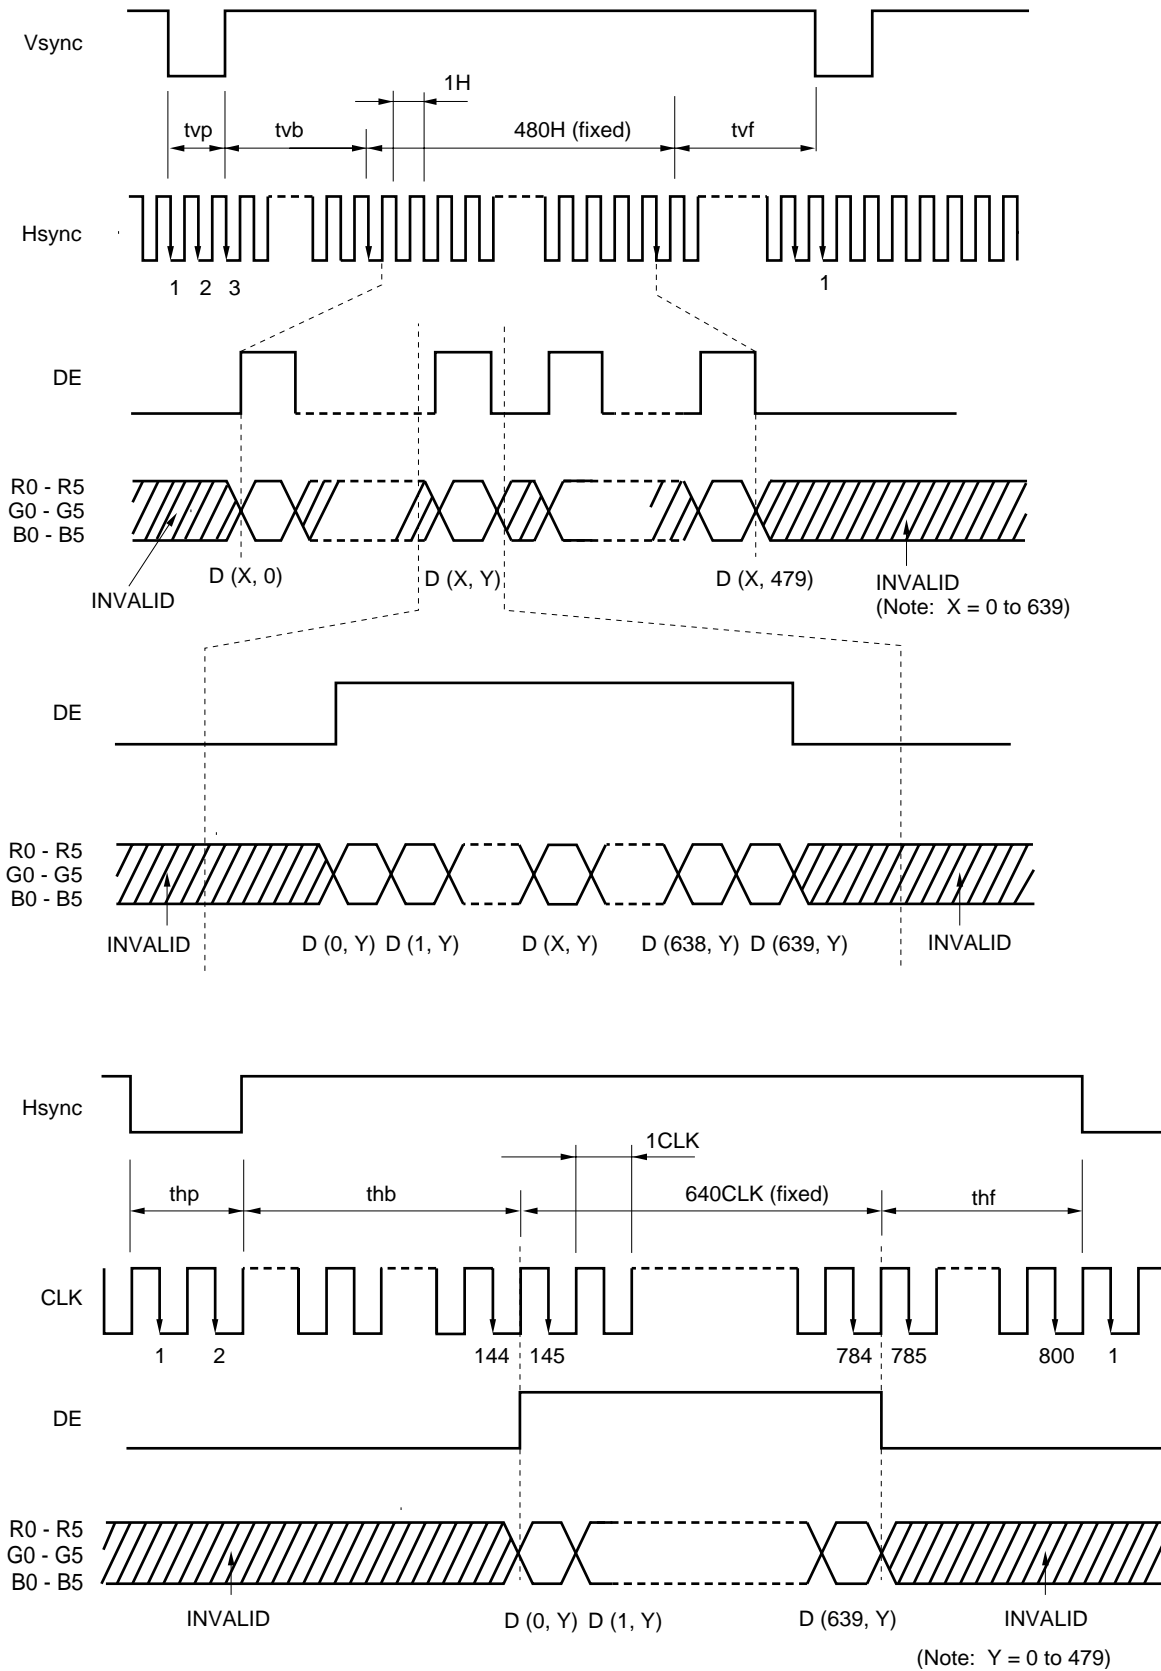 Vsync
1H
tvp tvb 480H (fixed) tvf
Hsync
1 2 3 1
DE
R0 - R5
G0 - G5
B0 - B5
D (X, 0) D (X, Y) D (X, 479) INVALID
INVALID (Note: X = 0 to 639)
DE
R0 - R5
G0 - G5
B0 - B5
INVALID D (0, Y) D (1, Y) D (X, Y) D (638, Y) D (639, Y) INVALID
Hsync
1CLK
thp thb 640CLK (fixed) thf
CLK
1 2 144 145 784 785 800 1
DE
R0 - R5
G0 - G5
B0 - B5
INVALID D (0, Y) D (1, Y) D (639, Y) INVALID
(Note: Y = 0 to 479)